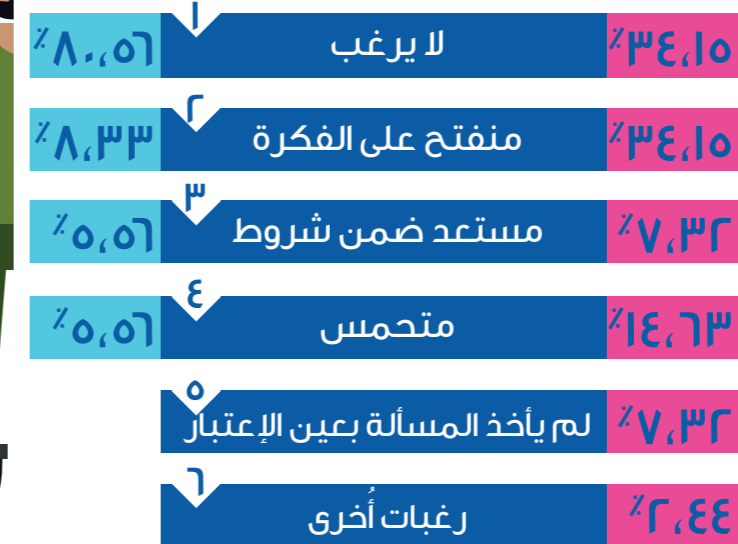 ١
٣٤،١٥٪ لا يرغب ٨٠،٥٦٪
٢
٣٤،١٥٪ منفتح على الفكرة ٨،٣٣٪
٣
٧،٣٢٪ مستعد ضمن شروط ٥،٥٦٪
٤
١٤،٦٣٪ متحمس ٥،٥٦٪
٥
٧،٣٢٪ لم يأخذ المسألة بعين الإعتبار
٦
٢،٤٤٪ رغبات أُخرى